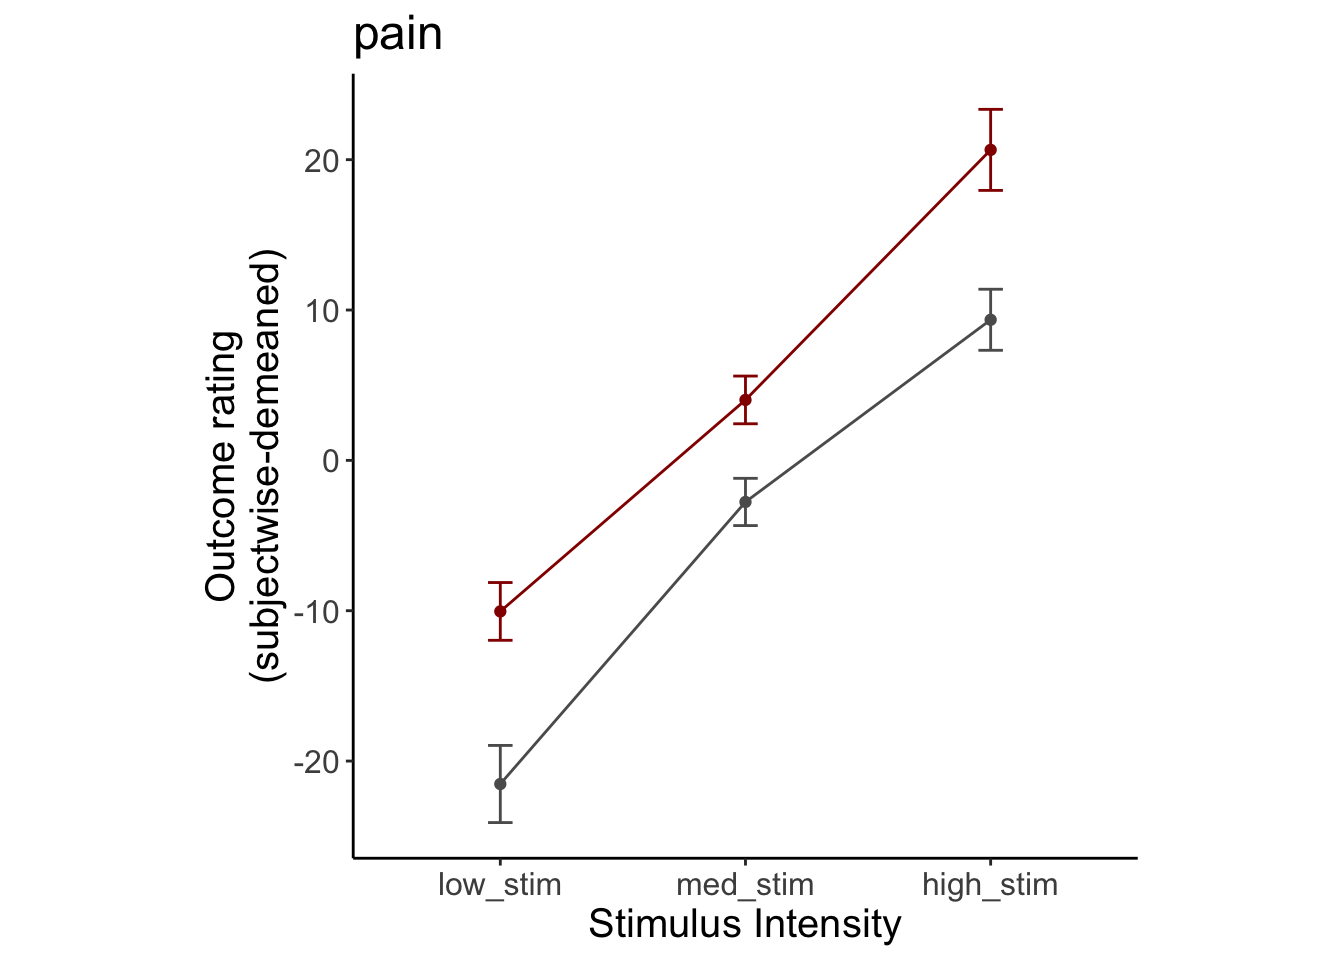 pain
Outcome rating
(subjectwise-demeaned)
20
10
0
-10
-20
low_stim
med_stim
high_stim
Stimulus Intensity